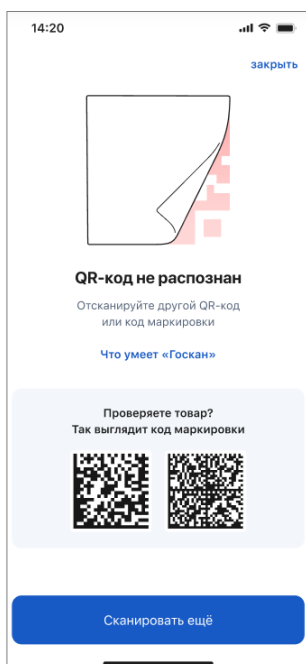 14:20
закрыть
QR-код не распознан
Отсканируйте другой QR-код
или код маркировки
Что умеет «Госкан»
Проверяете товар?
Так выглядит код маркировки
Сканировать ещё